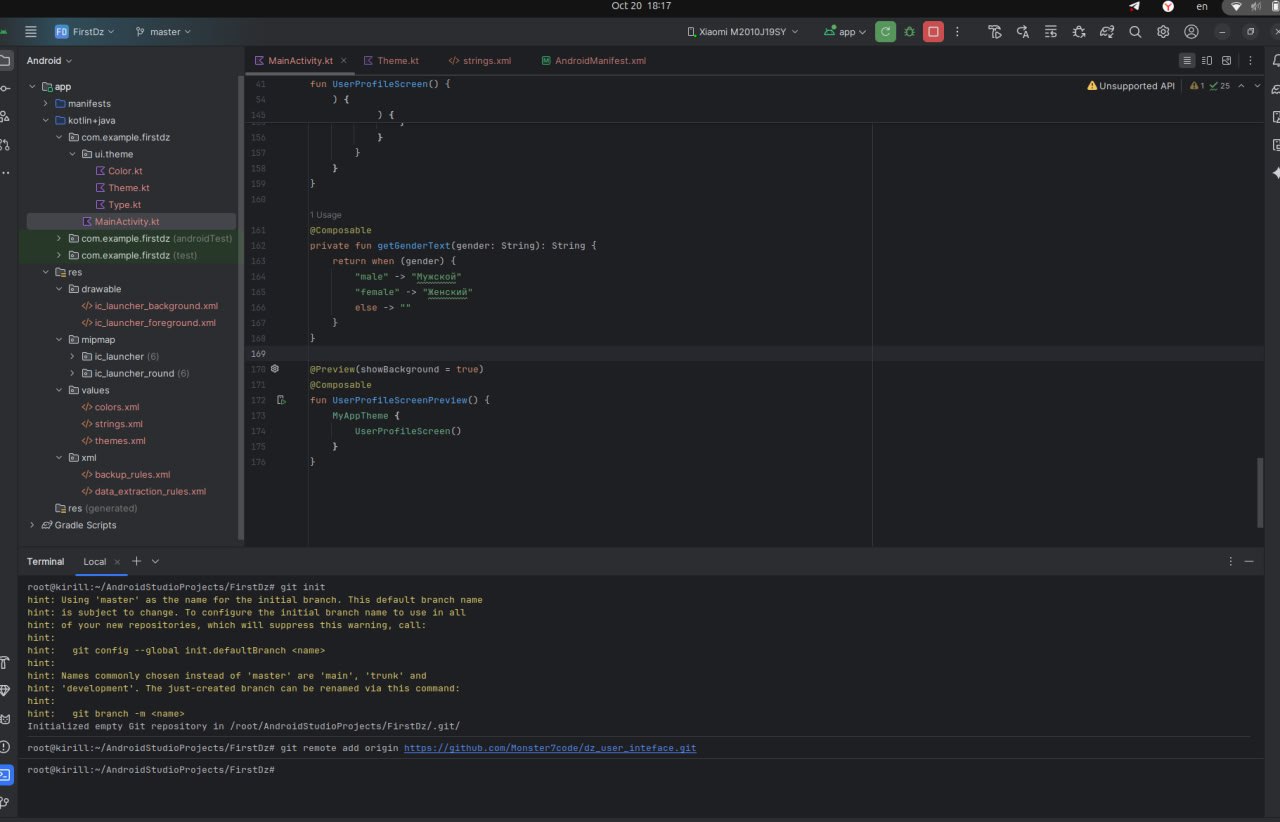 Oct 20 18:17
en
FD FirstDz
master
Xiaomi M2010J19SY
app
Android
MainActivity.kt
Theme.kt
strings.xml
AndroidManifest.xml
app
manifests
kotlin+java
com.example.firstdz
ui.theme
Color.kt
Theme.kt
Type.kt
MainActivity.kt
com.example.firstdz (androidTest)
com.example.firstdz (test)
res
drawable
ic_launcher_background.xml
ic_launcher_foreground.xml
mipmap
ic_launcher (6)
ic_launcher_round (6)
values
colors.xml
strings.xml
themes.xml
xml
backup_rules.xml
data_extraction_rules.xml
res (generated)
Gradle Scripts
Unsupported API 1 25
41 fun UserProfileScreen() {
54 ) {
145 ) {
156 }
157 }
158 }
159 }
160
1 Usage
161 @Composable
162 private fun getGenderText(gender: String): String {
163 return when (gender) {
164 "male" -> "Мужской"
165 "female" -> "Женский"
166 else -> ""
167 }
168 }
169
170 @Preview(showBackground = true)
171 @Composable
172 fun UserProfileScreenPreview() {
173 MyAppTheme {
174 UserProfileScreen()
175 }
176 }
Terminal
Local
root@kirill:~/AndroidStudioProjects/FirstDz# git init
hint: Using 'master' as the name for the initial branch. This default branch name
hint: is subject to change. To configure the initial branch name to use in all
hint: of your new repositories, which will suppress this warning, call:
hint:
hint: git config --global init.defaultBranch <name>
hint:
hint: Names commonly chosen instead of 'master' are 'main', 'trunk' and
hint: 'development'. The just-created branch can be renamed via this command:
hint:
hint: git branch -m <name>
Initialized empty Git repository in /root/AndroidStudioProjects/FirstDz/.git/
root@kirill:~/AndroidStudioProjects/FirstDz# git remote add origin https://github.com/Monster7code/dz_user_inteface.git
root@kirill:~/AndroidStudioProjects/FirstDz#